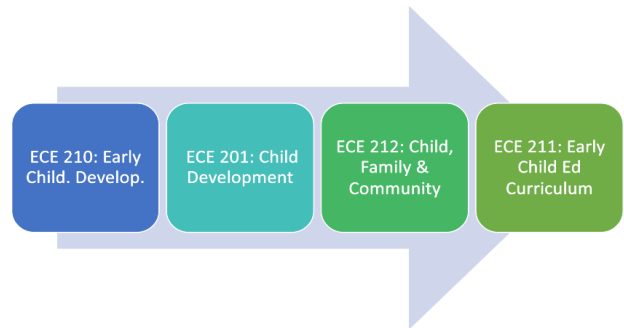 ECE 210: Early
Child. Develop.
ECE 201: Child
Development
ECE 212: Child,
Family &
Community
ECE 211: Early
Child Ed
Curriculum